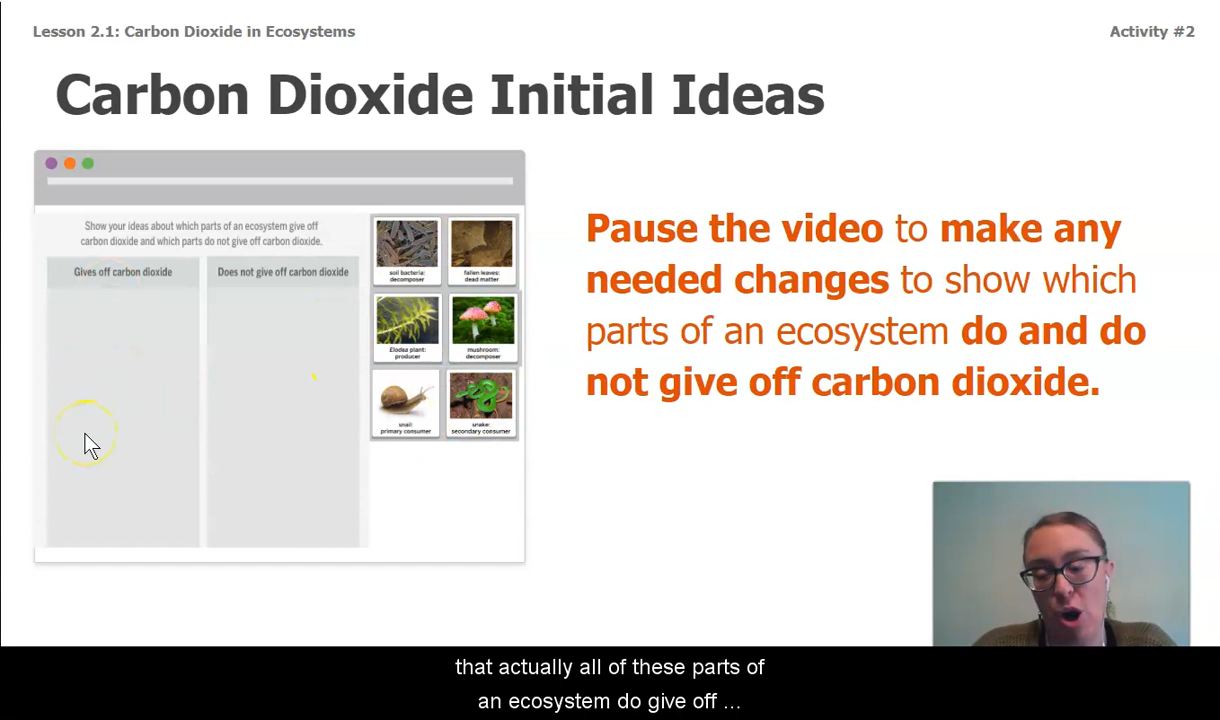 Lesson 2.1: Carbon Dioxide in Ecosystems
Activity #2
Carbon Dioxide Initial Ideas
Show your ideas about which parts of an ecosystem give off
carbon dioxide and which parts do not give off carbon dioxide.
Gives off carbon dioxide
Does not give off carbon dioxide
soil bacteria:
decomposer
fallen leaves:
dead matter
Elodea plant:
producer
mushroom:
decomposer
snail:
primary consumer
snake:
secondary consumer
Pause the video to make any
needed changes to show which
parts of an ecosystem do and do
not give off carbon dioxide.
that actually all of these parts of
an ecosystem do give off ...